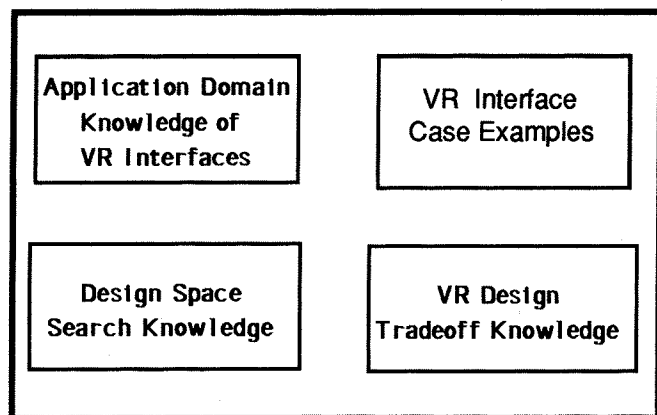 Application Domain
Knowledge of
VR Interfaces
VR Interface
Case Examples
Design Space
Search Knowledge
VR Design
Tradeoff Knowledge